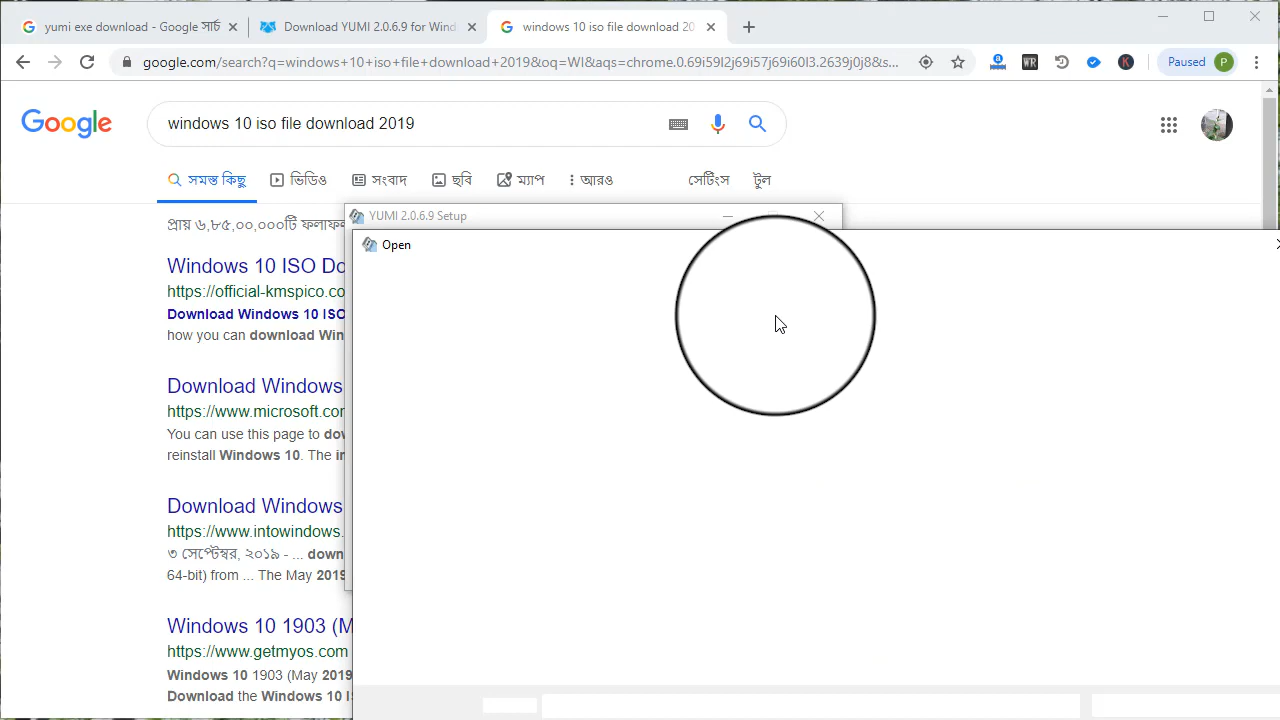 yumi exe download - Google সার্চ
Download YUMI 2.0.6.9 for Wind
windows 10 iso file download 20
google.com/search?q=windows+10+iso+file+download+2019&oq=WI&aqs=chrome.0.69i59l2j69i57j69i60l3.2639j0j8&s...
a
WR
K
Paused
P
Google
windows 10 iso file download 2019
সমস্ত কিছু
ভিডিও
সংবাদ
ছবি
ম্যাপ
আরও
সেটিংস
টুল
প্রায় ৬,৮৫,০০,০০০টি ফলাফল
YUMI 2.0.6.9 Setup
Open
Windows 10 ISO Do
https://official-kmspico.co
Download Windows 10 ISO
how you can download Win
Download Windows
https://www.microsoft.com
You can use this page to dow
reinstall Windows 10. The in
Download Windows
https://www.intowindows.
৩ সেপ্টেম্বর, ২০১৯ - ... down
64-bit) from ... The May 2019
Windows 10 1903 (M
https://www.getmyos.com
Windows 10 1903 (May 2019
Download the Windows 10 I